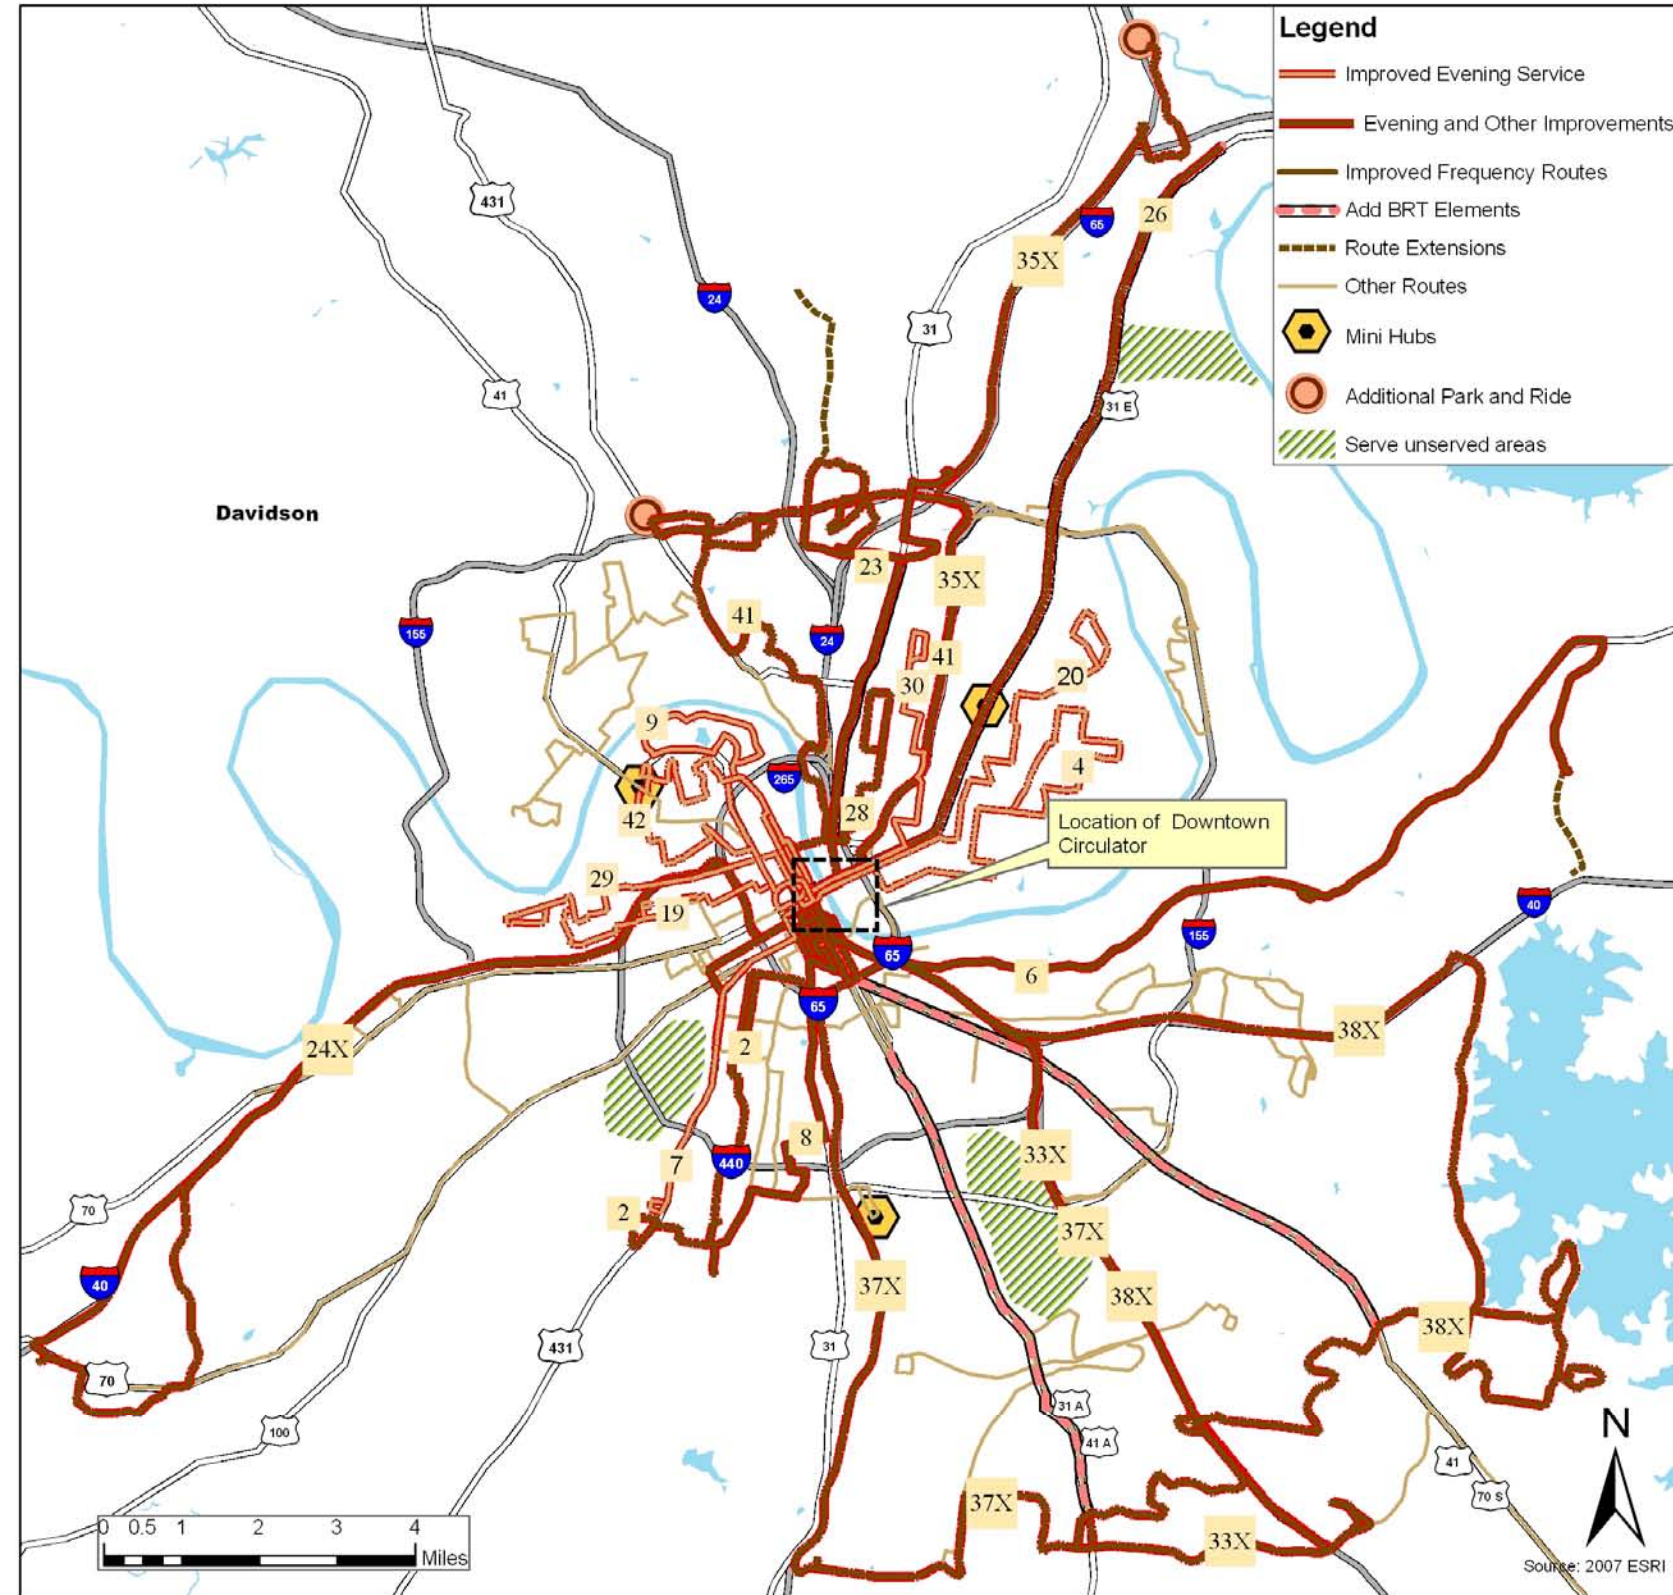 Legend
Improved Evening Service
Evening and Other Improvements
Improved Frequency Routes
Add BRT Elements
Route Extensions
Other Routes
Mini Hubs
Additional Park and Ride
Serve unserved areas
431
65
26
35X
24
31
41
31 E
Davidson
23
35X
41
155
24
41
30
20
9
4
265
42
28
Location of Downtown
Circulator
29
19
40
155
65
6
65
38X
24X
2
8
33X
440
7
70
2
37X
40
37X
38X
38X
431
31
70
31 A
100
41 A
41
70 S
N
37X
33X
0 0.5 1 2 3 4
Miles
Source: 2007 ESRI